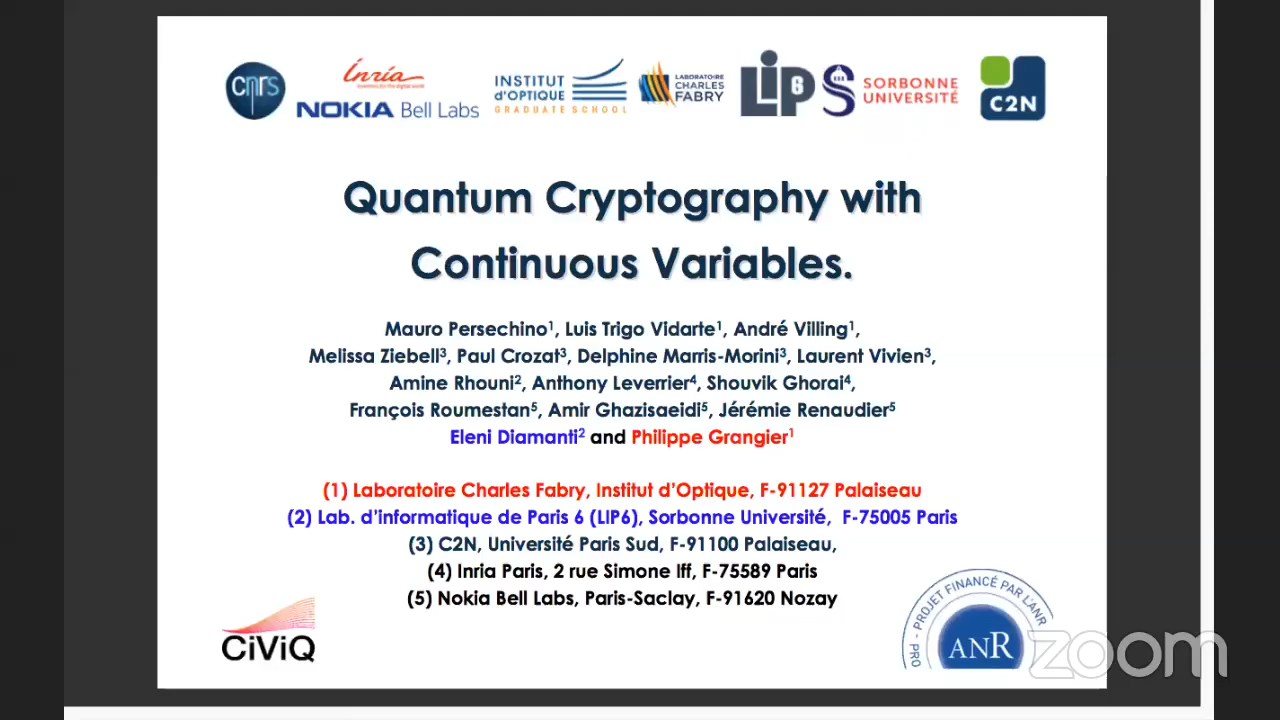 cnrs
Inria
NOKIA Bell Labs
INSTITUT
d'OPTIQUE
GRADUATE SCHOOL
LABORATOIRE
CHARLES
FABRY
LIP6
S SORBONNE
UNIVERSITÉ
C2N
Quantum Cryptography with
Continuous Variables.
Mauro Persechino¹, Luis Trigo Vidarte¹, André Villing¹,
Melissa Ziebell³, Paul Crozat³, Delphine Marris-Morini³, Laurent Vivien³,
Amine Rhouni², Anthony Leverrier⁴, Shouvik Ghorai⁴,
François Roumestan⁵, Amir Ghazisaeidi⁵, Jérémie Renaudier⁵
Eleni Diamanti² and Philippe Grangier¹
(1) Laboratoire Charles Fabry, Institut d'Optique, F-91127 Palaiseau
(2) Lab. d'informatique de Paris 6 (LIP6), Sorbonne Université, F-75005 Paris
(3) C2N, Université Paris Sud, F-91100 Palaiseau,
(4) Inria Paris, 2 rue Simone Iff, F-75589 Paris
(5) Nokia Bell Labs, Paris-Saclay, F-91620 Nozay
CiViQ
PRO - PROJET FINANCÉ PAR L'ANR
ANR
zoom